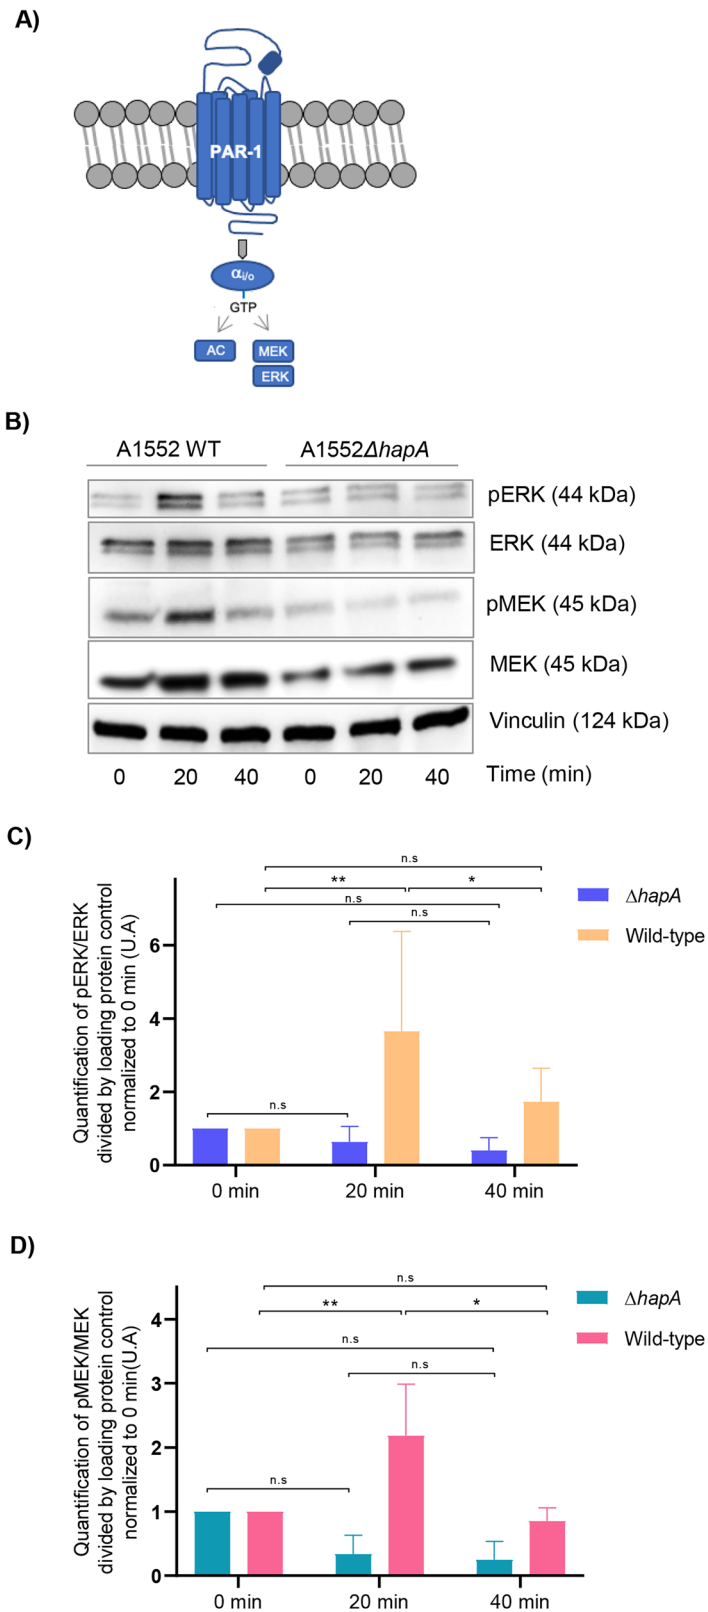 A)
PAR-1
αi/o
GTP
AC
MEK
ERK
B)
A1552 WT
A1552ΔhapA
pERK (44 kDa)
ERK (44 kDa)
pMEK (45 kDa)
MEK (45 kDa)
Vinculin (124 kDa)
0 20 40 0 20 40 Time (min)
C)
Quantification of pERK/ERK
divided by loading protein control
normalized to 0 min (U.A)
n.s
** *
n.s
n.s
n.s
6
4
2
0
0 min 20 min 40 min
ΔhapA
Wild-type
D)
Quantification of pMEK/MEK
divided by loading protein control
normalized to 0 min(U.A)
n.s
** *
n.s
n.s
n.s
4
3
2
1
0
0 min 20 min 40 min
ΔhapA
Wild-type